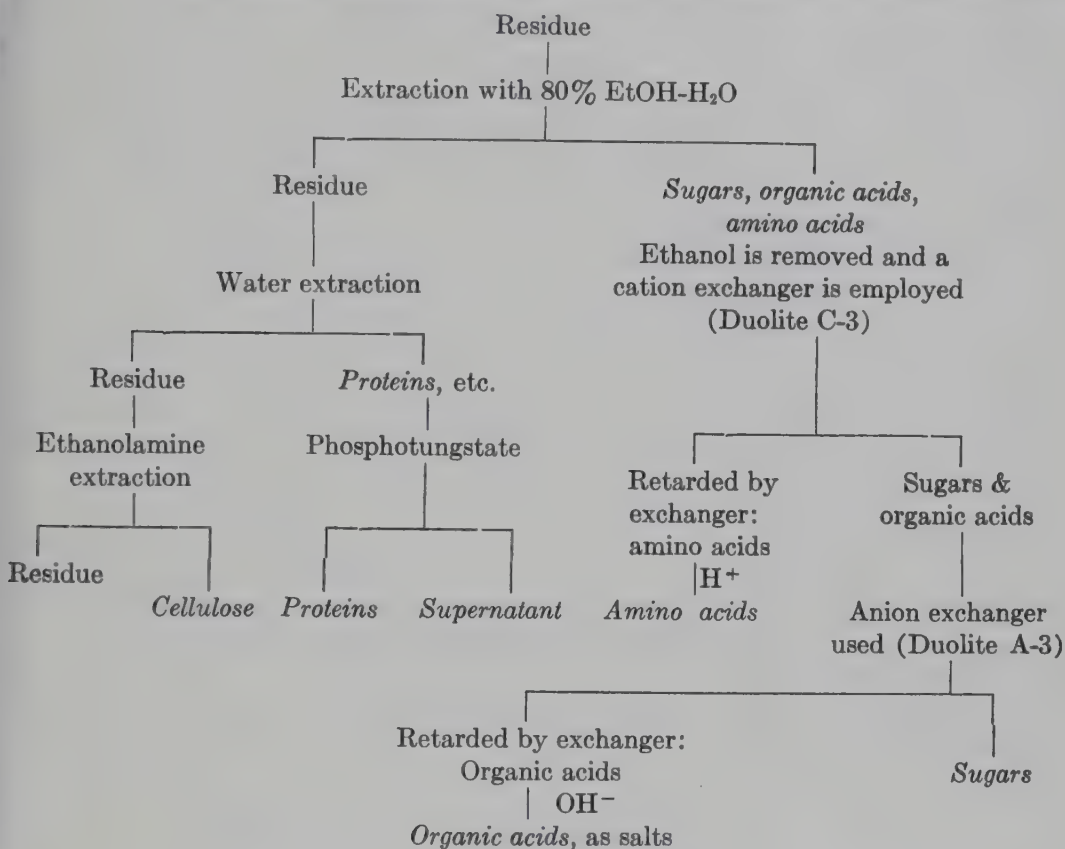 Residue
Extraction with 80% EtOH-H₂O
Residue
Sugars, organic acids,
amino acids
Ethanol is removed and a
cation exchanger is employed
(Duolite C-3)
Water extraction
Residue
Proteins, etc.
Ethanolamine
extraction
Phosphotungstate
Retarded by
exchanger:
amino acids
H+
Amino acids
Sugars &
organic acids
Residue
Cellulose
Proteins
Supernatant
Anion exchanger
used (Duolite A-3)
Retarded by exchanger:
Organic acids
OH−
Organic acids, as salts
Sugars